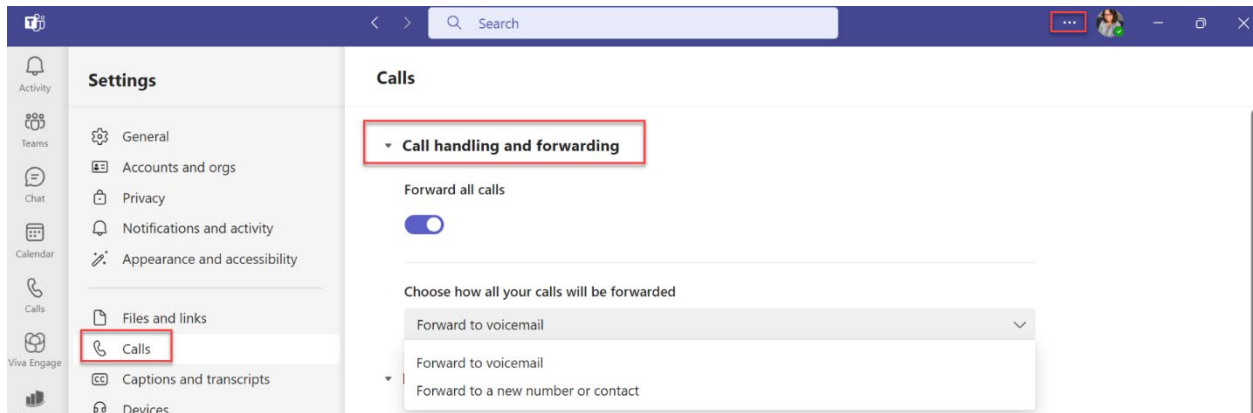 Search
Activity
Teams
Chat
Calendar
Calls
Viva Engage
Settings
General
Accounts and orgs
Privacy
Notifications and activity
Appearance and accessibility
Files and links
Calls
CC
Captions and transcripts
Devices
Calls
Call handling and forwarding
Forward all calls
Choose how all your calls will be forwarded
Forward to voicemail
Forward to voicemail
Forward to a new number or contact